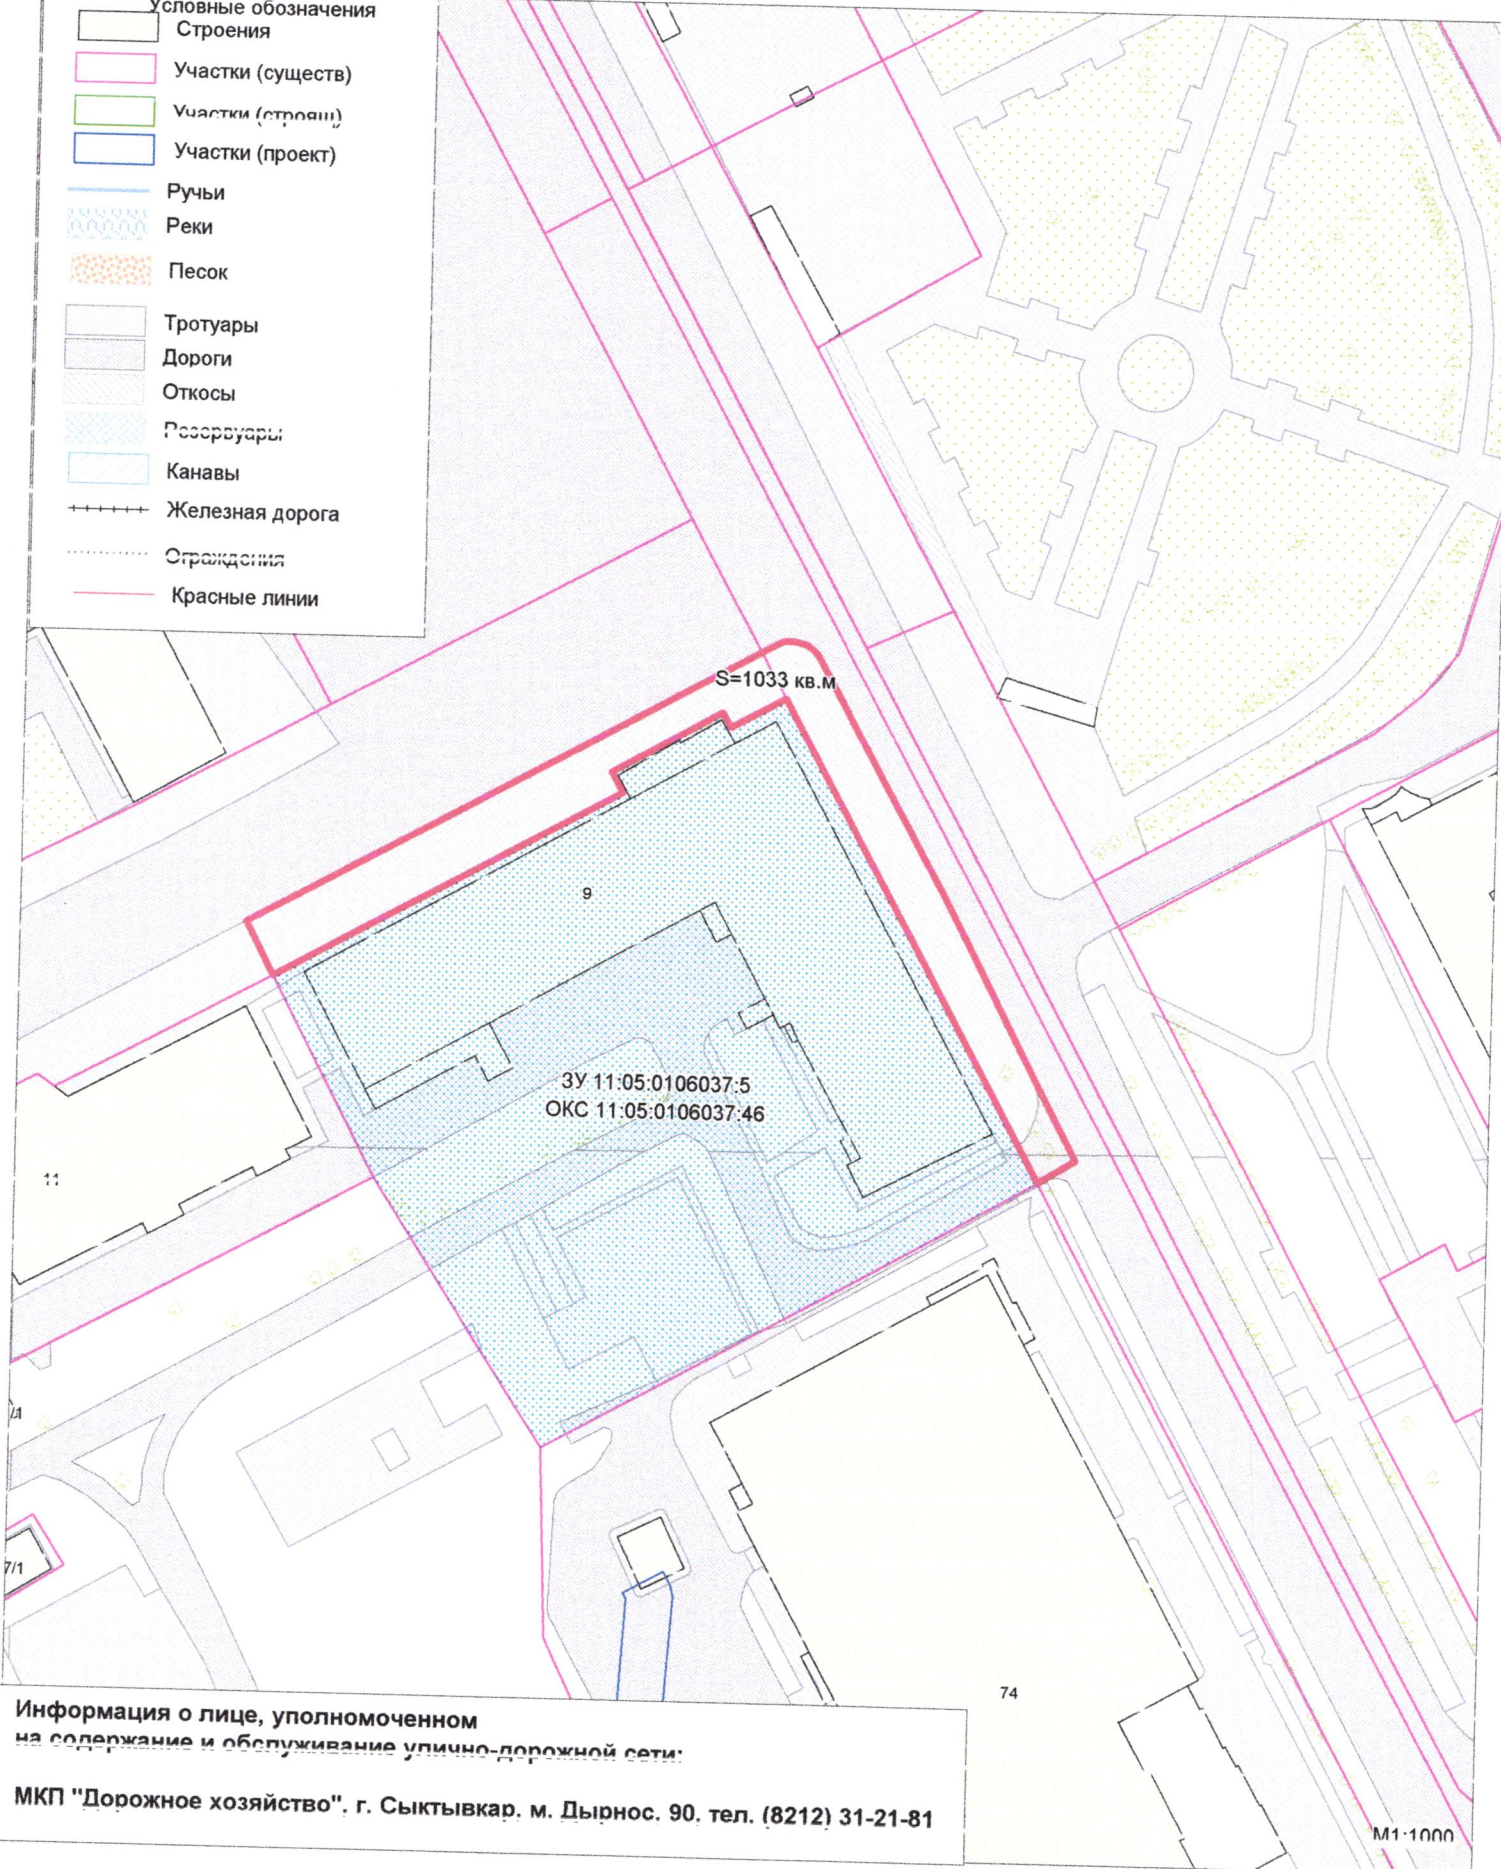 Условные обозначения
Строения
Участки (существ)
Участки (строящ)
Участки (проект)
Ручьи
Реки
Песок
Тротуары
Дороги
Откосы
Резервуары
Канавы
Железная дорога
Ограждения
Красные линии
S=1033 кв.м
9
ЗУ 11:05:0106037:5
ОКС 11:05:0106037:46
11
/1
7/1
74
Информация о лице, уполномоченном
на содержание и обслуживание улично-дорожной сети:
МКП "Дорожное хозяйство", г. Сыктывкар, м. Дырнос, 90, тел. (8212) 31-21-81
М1:1000